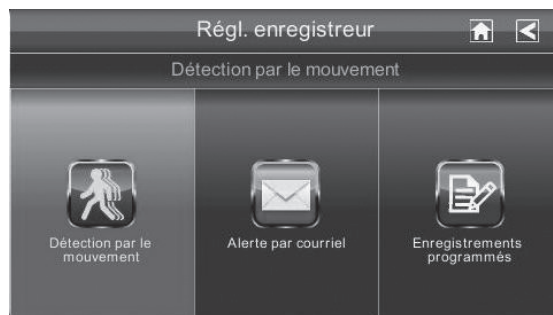 Régl. enregistreur
Détection par le mouvement
Détection par le
mouvement
Alerte par courriel
Enregistrements
programmés